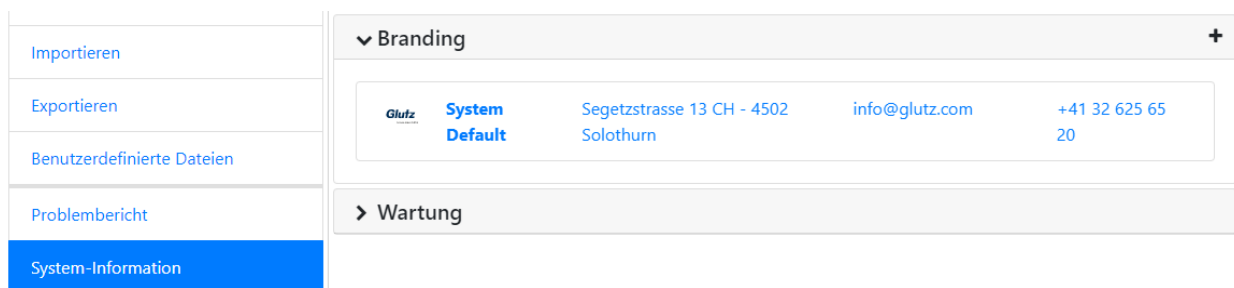 Importieren
Exportieren
Benutzerdefinierte Dateien
Problembericht
System-Information
Branding
Glutz
System
Default
Segetzstrasse 13 CH - 4502
Solothurn
info@glutz.com
+41 32 625 65
20
Wartung